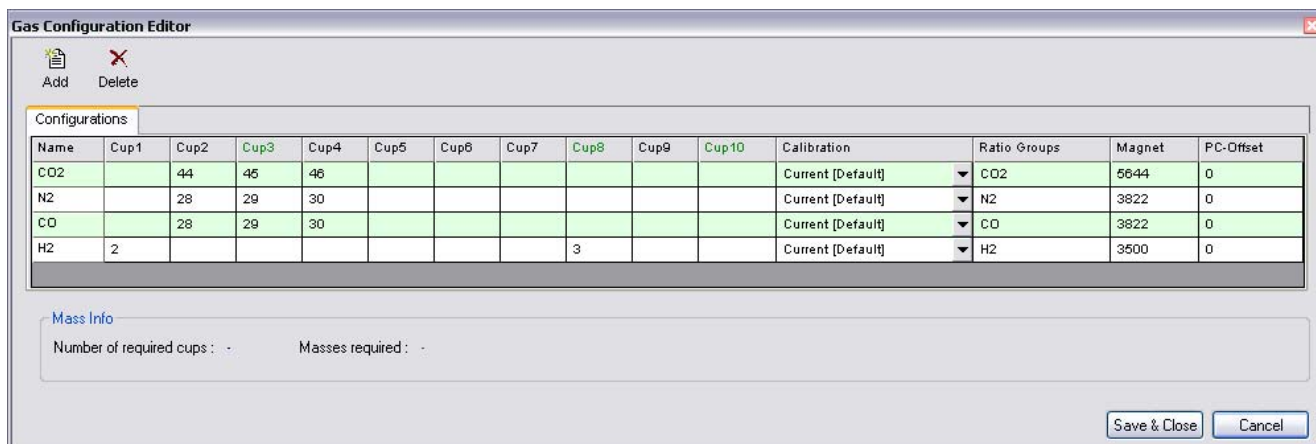 Gas Configuration Editor
Add Delete
Configurations
Name Cup1 Cup2 Cup3 Cup4 Cup5 Cup6 Cup7 Cup8 Cup9 Cup10 Calibration Ratio Groups Magnet PC-Offset
CO2 44 45 46 Current [Default] CO2 5644 0
N2 28 29 30 Current [Default] N2 3822 0
CO 28 29 30 Current [Default] CO 3822 0
H2 2 3 Current [Default] H2 3500 0
Mass Info
Number of required cups : - Masses required : -
Save & Close Cancel